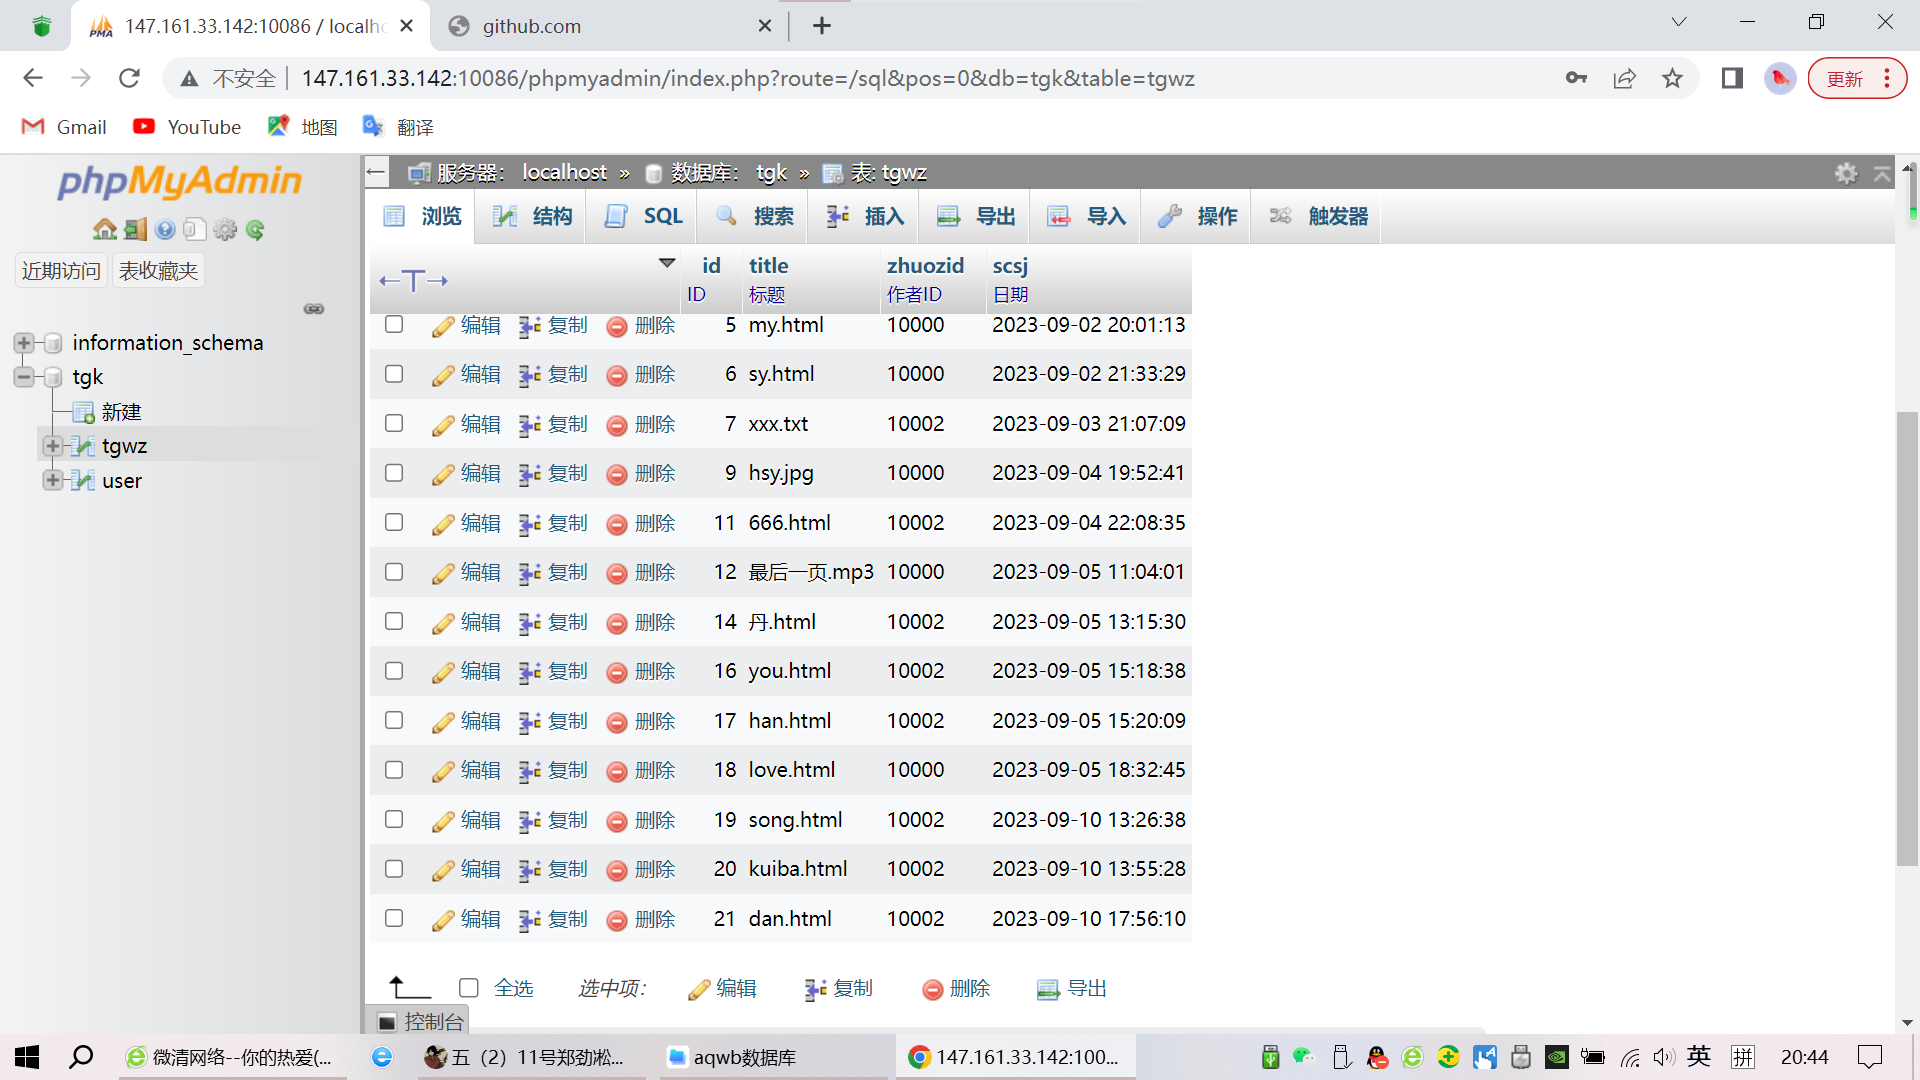 147.161.33.142:10086 / localho
github.com
不安全
147.161.33.142:10086/phpmyadmin/index.php?route=/sql&pos=0&db=tgk&table=tgwz
更新
Gmail
YouTube
地图
翻译
phpMyAdmin
近期访问
表收藏夹
information_schema
tgk
新建
tgwz
user
服务器: localhost » 数据库: tgk » 表: tgwz
浏览 结构 SQL 搜索 插入 导出 导入 操作 触发器
id title zhuozid scsj
ID 标题 作者ID 日期
编辑 复制 删除 5 my.html 10000 2023-09-02 20:01:13
编辑 复制 删除 6 sy.html 10000 2023-09-02 21:33:29
编辑 复制 删除 7 xxx.txt 10002 2023-09-03 21:07:09
编辑 复制 删除 9 hsy.jpg 10000 2023-09-04 19:52:41
编辑 复制 删除 11 666.html 10002 2023-09-04 22:08:35
编辑 复制 删除 12 最后一页.mp3 10000 2023-09-05 11:04:01
编辑 复制 删除 14 丹.html 10002 2023-09-05 13:15:30
编辑 复制 删除 16 you.html 10002 2023-09-05 15:18:38
编辑 复制 删除 17 han.html 10002 2023-09-05 15:20:09
编辑 复制 删除 18 love.html 10000 2023-09-05 18:32:45
编辑 复制 删除 19 song.html 10002 2023-09-10 13:26:38
编辑 复制 删除 20 kuiba.html 10002 2023-09-10 13:55:28
编辑 复制 删除 21 dan.html 10002 2023-09-10 17:56:10
全选 选中项: 编辑 复制 删除 导出
控制台
微清网络--你的热爱(...
五（2）11号郑劲凇...
aqwb数据库
147.161.33.142:100...
英
拼
20:44